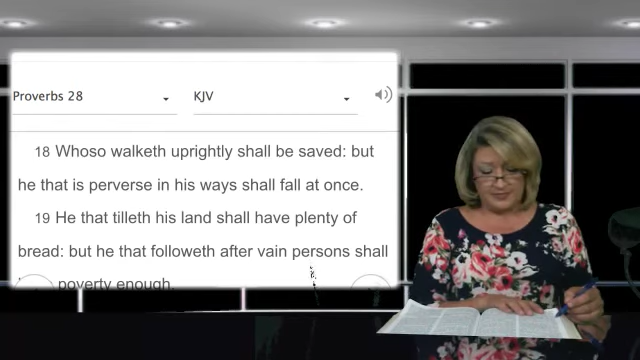 Proverbs 28
KJV
18 Whoso walketh uprightly shall be saved: but
he that is perverse in his ways shall fall at once.
19 He that tilleth his land shall have plenty of
bread: but he that followeth after vain persons shall
poverty enough.